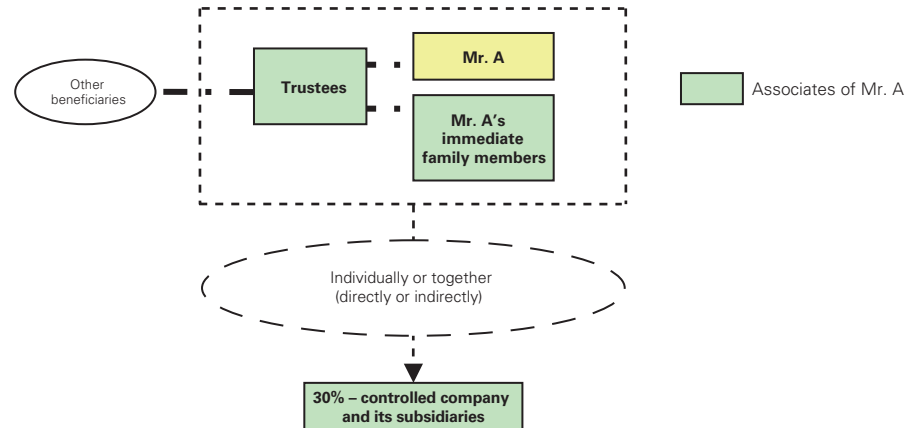 Other
beneficiaries
Trustees
Mr. A
Mr. A's
immediate
family members
Associates of Mr. A
Individually or together
(directly or indirectly)
30% – controlled company
and its subsidiaries